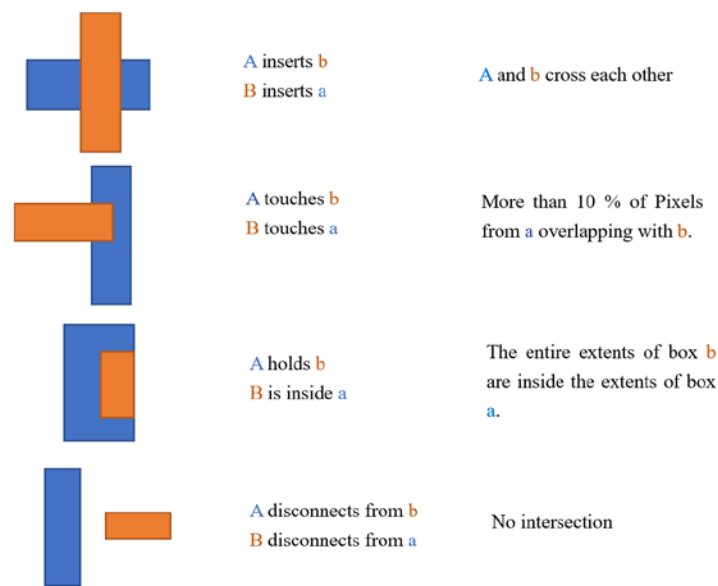 A inserts b
B inserts a
A and b cross each other
A touches b
B touches a
More than 10 % of Pixels
from a overlapping with b.
A holds b
B is inside a
The entire extents of box b
are inside the extents of box
a.
A disconnects from b
B disconnects from a
No intersection